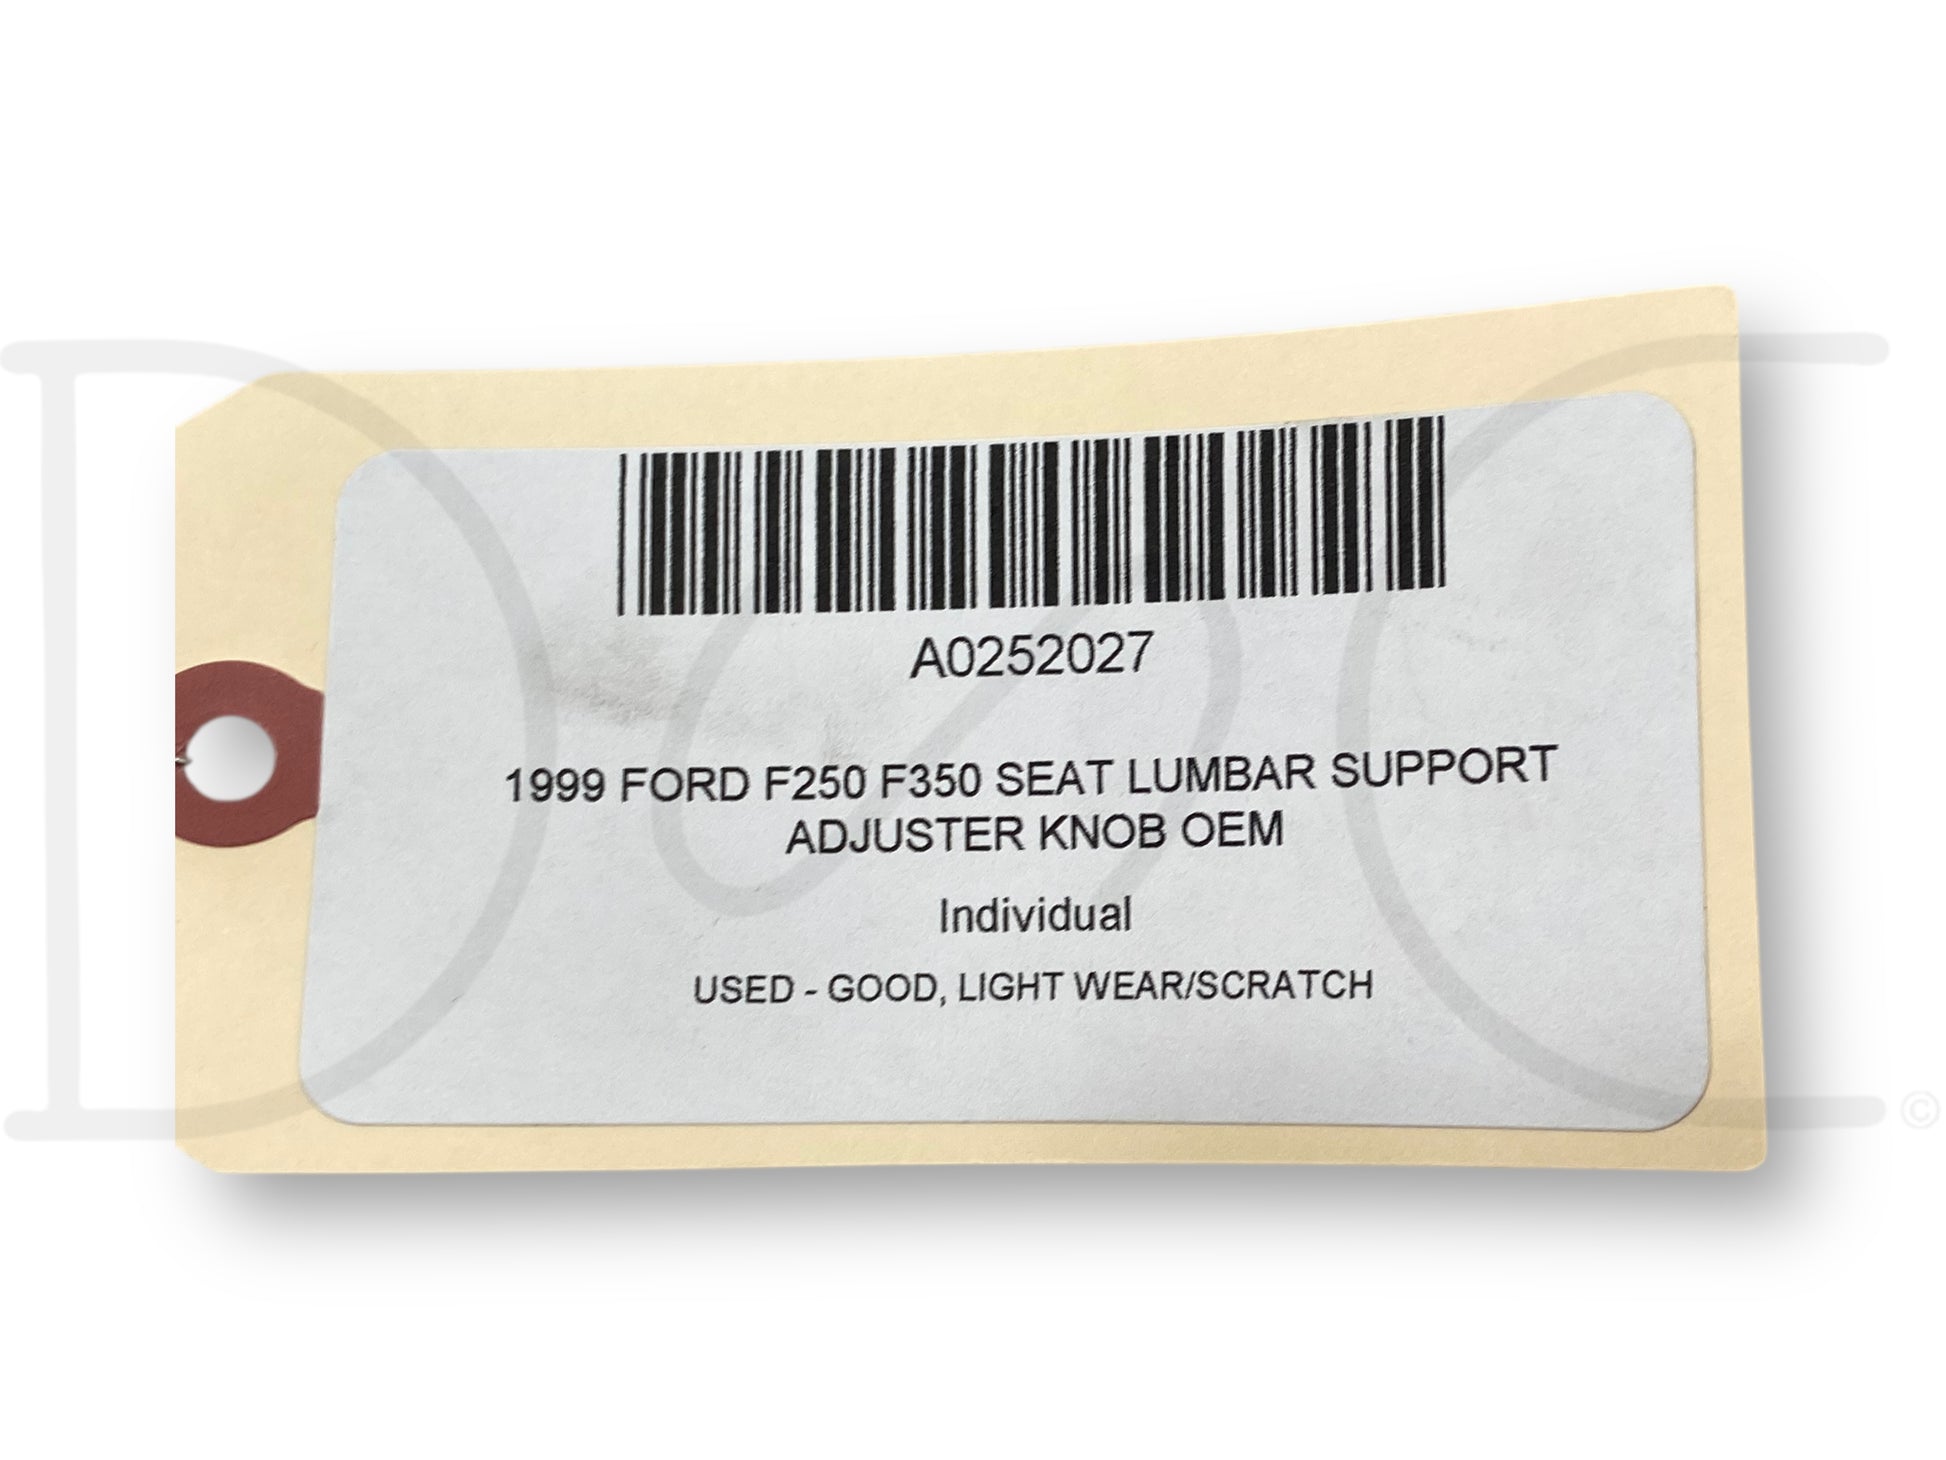 A0252027
1999 FORD F250 F350 SEAT LUMBAR SUPPORT
ADJUSTER KNOB OEM
Individual
USED - GOOD, LIGHT WEAR/SCRATCH
©